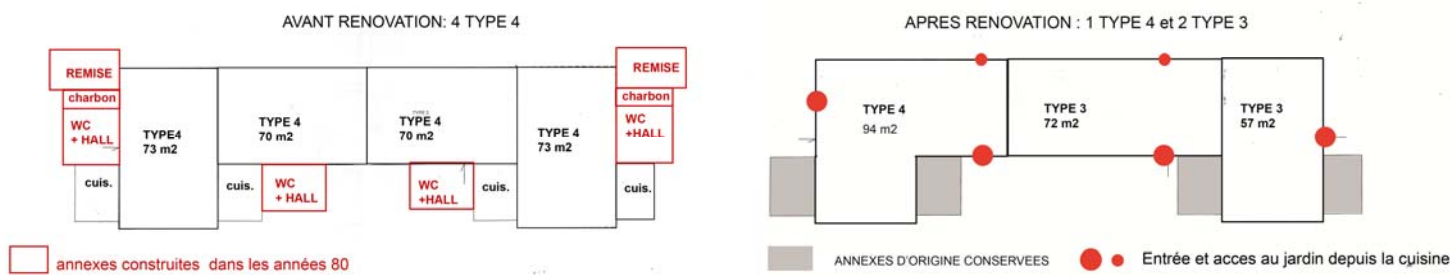 AVANT RENOVATION: 4 TYPE 4
REMISE
charbon
WC
+ HALL
cuis.
TYPE4
73 m2
TYPE 4
70 m2
cuis.
WC
+ HALL
TYPE 4
70 m2
WC
+HALL
cuis.
TYPE 4
73 m2
REMISE
charbon
WC
+HALL
cuis.
annexes construites dans les années 80
APRES RENOVATION : 1 TYPE 4 et 2 TYPE 3
TYPE 4
94 m2
TYPE 3
72 m2
TYPE 3
57 m2
ANNEXES D'ORIGINE CONSERVEES
Entrée et acces au jardin depuis la cuisine